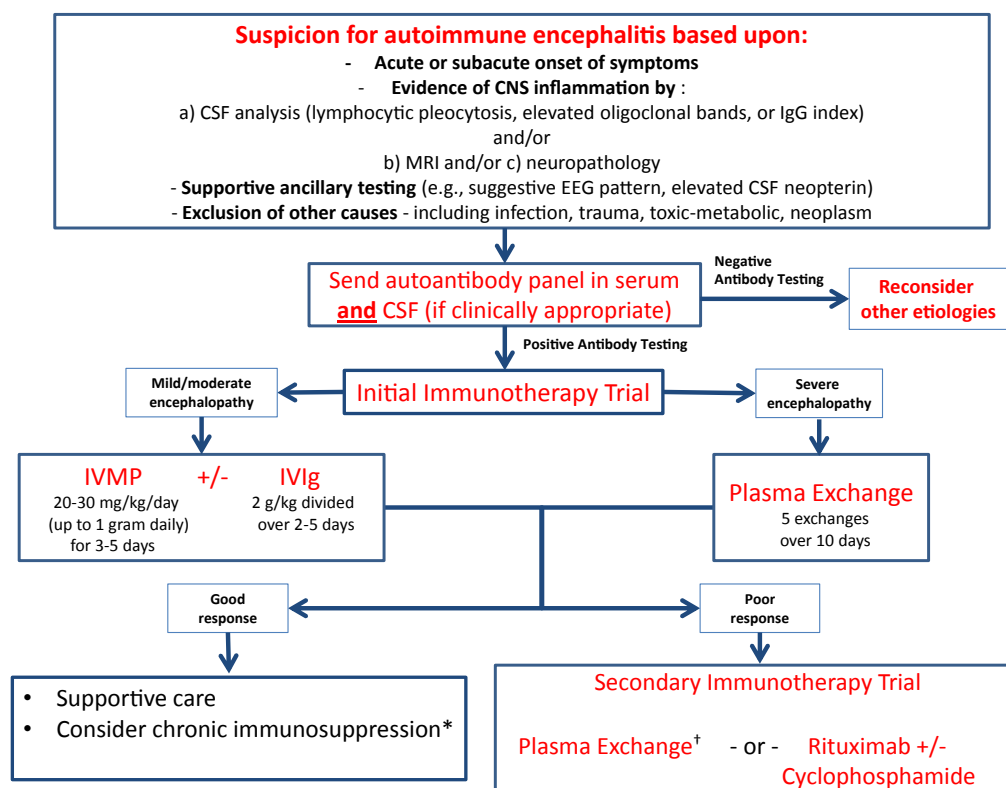 Suspicion for autoimmune encephalitis based upon:
- Acute or subacute onset of symptoms
- Evidence of CNS inflammation by :
a) CSF analysis (lymphocytic pleocytosis, elevated oligoclonal bands, or IgG index)
and/or
b) MRI and/or c) neuropathology
- Supportive ancillary testing (e.g., suggestive EEG pattern, elevated CSF neopterin)
- Exclusion of other causes - including infection, trauma, toxic-metabolic, neoplasm
Send autoantibody panel in serum
and CSF (if clinically appropriate)
Negative
Antibody Testing
Reconsider
other etiologies
Positive Antibody Testing
Mild/moderate
encephalopathy
Initial Immunotherapy Trial
Severe
encephalopathy
IVMP +/- IVIg
20-30 mg/kg/day
(up to 1 gram daily)
for 3-5 days
2 g/kg divided
over 2-5 days
Plasma Exchange
5 exchanges
over 10 days
Good
response
Poor
response
• Supportive care
• Consider chronic immunosuppression*
Secondary Immunotherapy Trial
Plasma Exchange† - or - Rituximab +/-
Cyclophosphamide